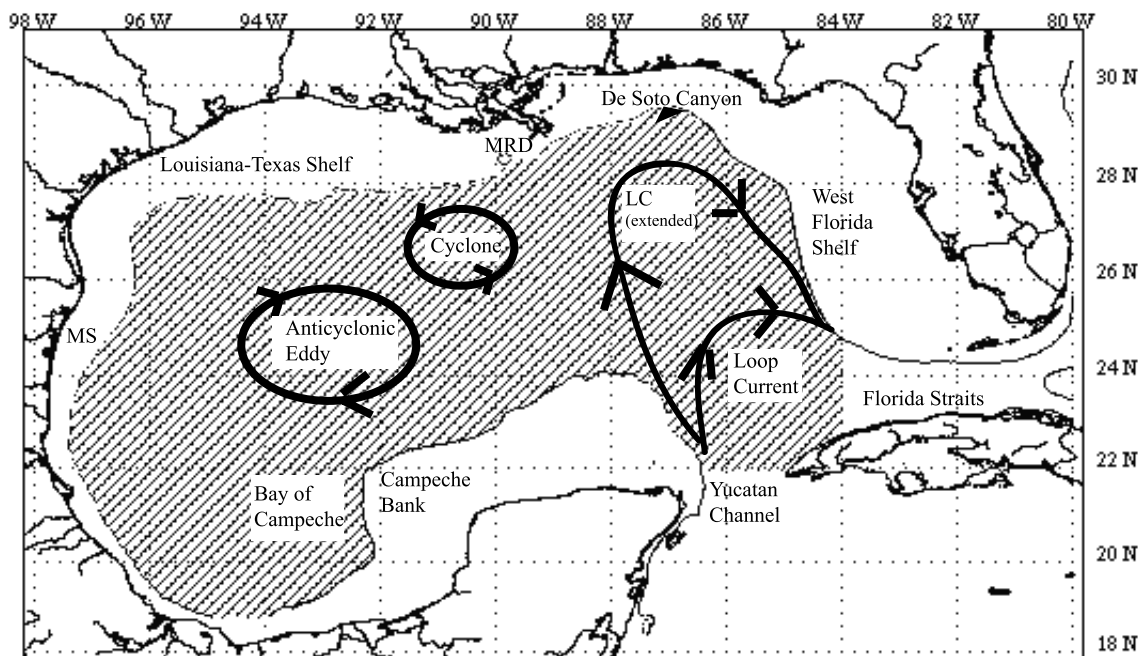 98 W 96 W 94 W 92 W 90 W 88 W 86 W 84 W 82 W 80 W
30 N
De Soto Canyon
MRD
Louisiana-Texas Shelf
28 N
LC
(extended)
West
Florida
Shelf
Cyclone
26 N
Anticyclonic
Eddy
MS
Loop
Current
24 N
Florida Straits
22 N
Campeche
Bank
Bay of
Campeche
Yucatan
Channel
20 N
18 N